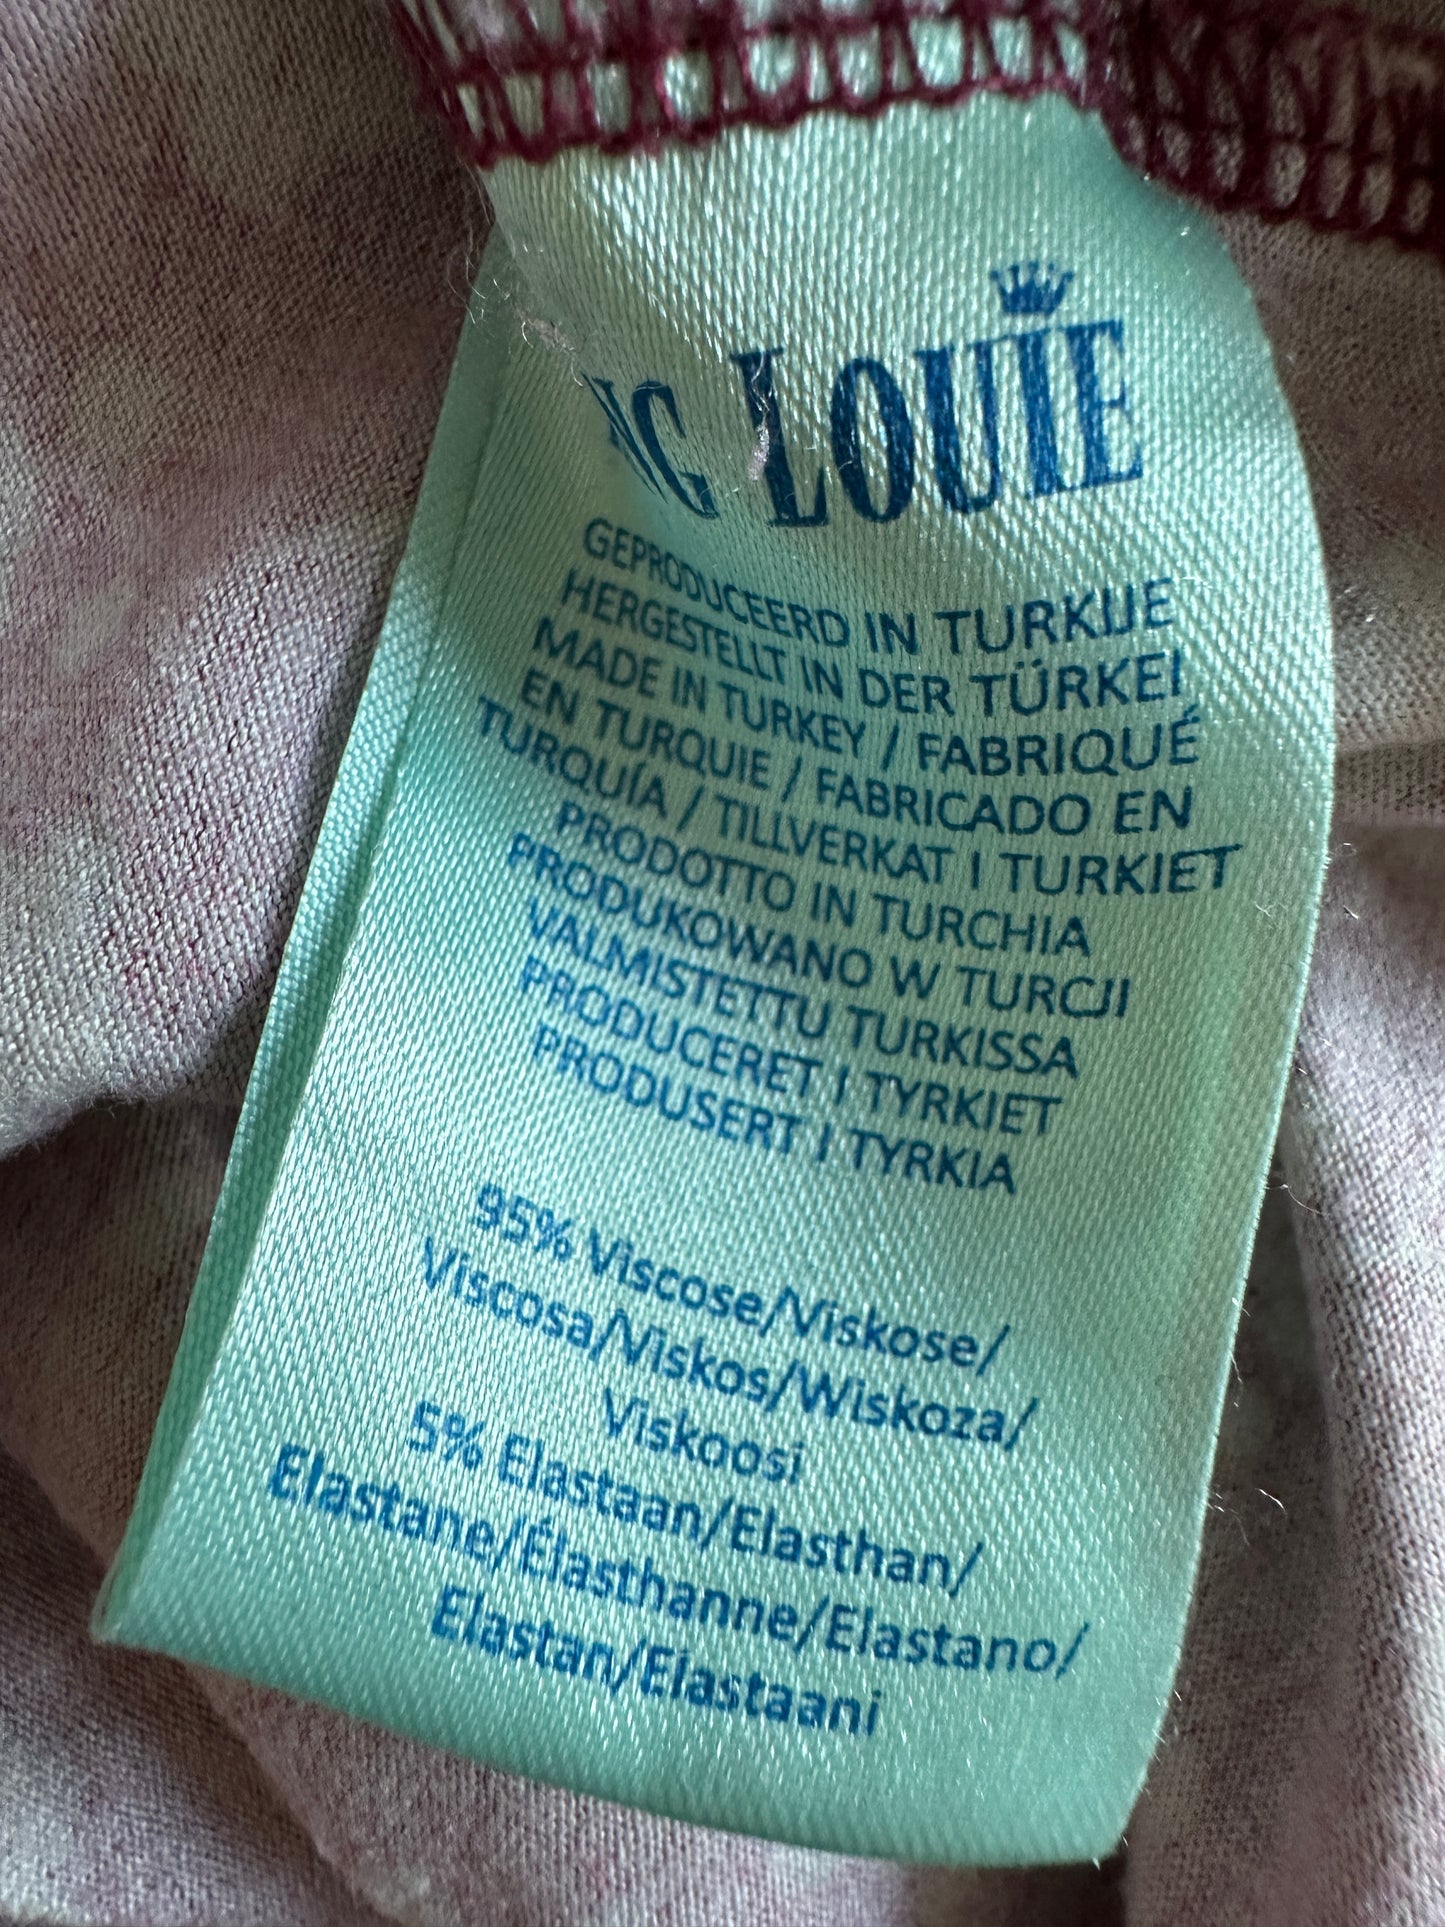 NG LOUIE
GEPRODUCEERD IN TURKIJE
HERGESTELLT IN DER TÜRKEI
MADE IN TURKEY / FABRIQUÉ
EN TURQUIE / FABRICADO EN
TURQUÍA / TILLVERKAT I TURKIET
PRODOTTO IN TURCHIA
PRODUKOWANO W TURCJI
VALMISTETTU TURKISSA
PRODUCERET I TYRKIET
PRODUSERT I TYRKIA
95% Viscose/Viskose/
Viscosa/Viskos/Wiskoza/
Viskoosi
5% Elastaan/Elasthan/
Elastane/Élasthanne/Elastano/
Elastan/Elastaani